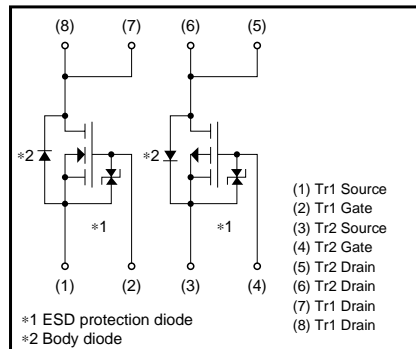 (8) (7) (6) (5)
∗2 ∗2
∗1 ∗1
(1) (2) (3) (4)
(1) Tr1 Source
(2) Tr1 Gate
(3) Tr2 Source
(4) Tr2 Gate
(5) Tr2 Drain
(6) Tr2 Drain
(7) Tr1 Drain
(8) Tr1 Drain
∗1 ESD protection diode
∗2 Body diode